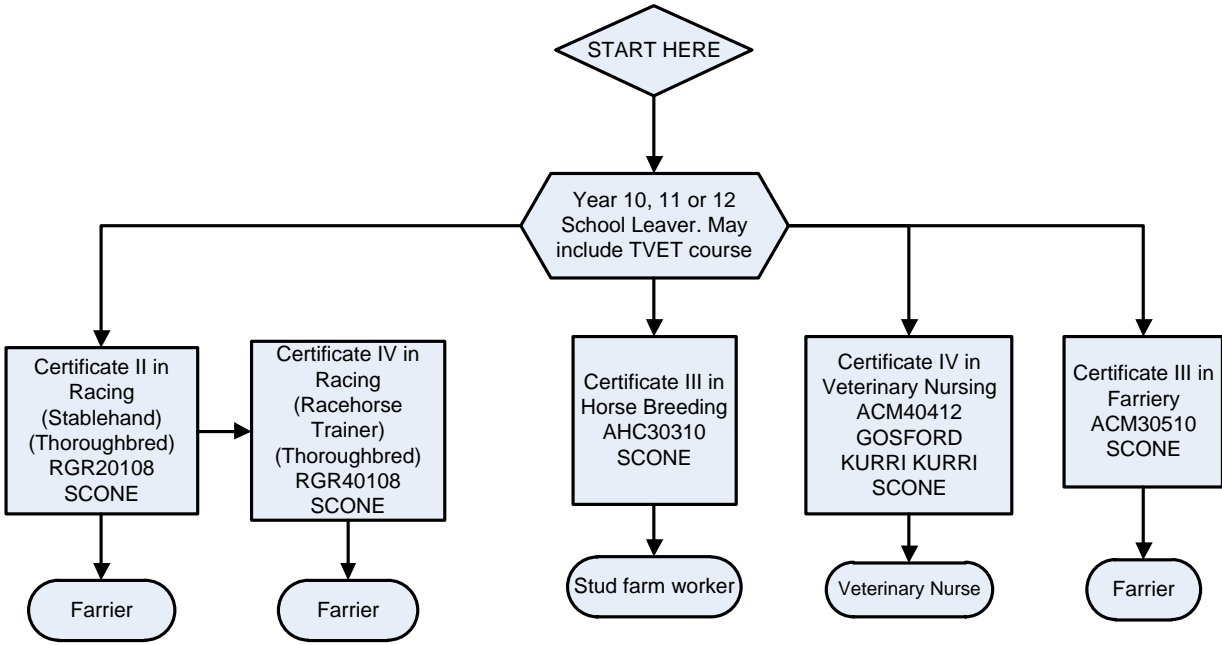 START HERE
Year 10, 11 or 12
School Leaver. May
include TVET course
Certificate II in
Racing
(Stablehand)
(Thoroughbred)
RGR20108
SCONE
Certificate IV in
Racing
(Racehorse
Trainer)
(Thoroughbred)
RGR40108
SCONE
Certificate III in
Horse Breeding
AHC30310
SCONE
Certificate IV in
Veterinary Nursing
ACM40412
GOSFORD
KURRI KURRI
SCONE
Certificate III in
Farriery
ACM30510
SCONE
Farrier
Farrier
Stud farm worker
Veterinary Nurse
Farrier